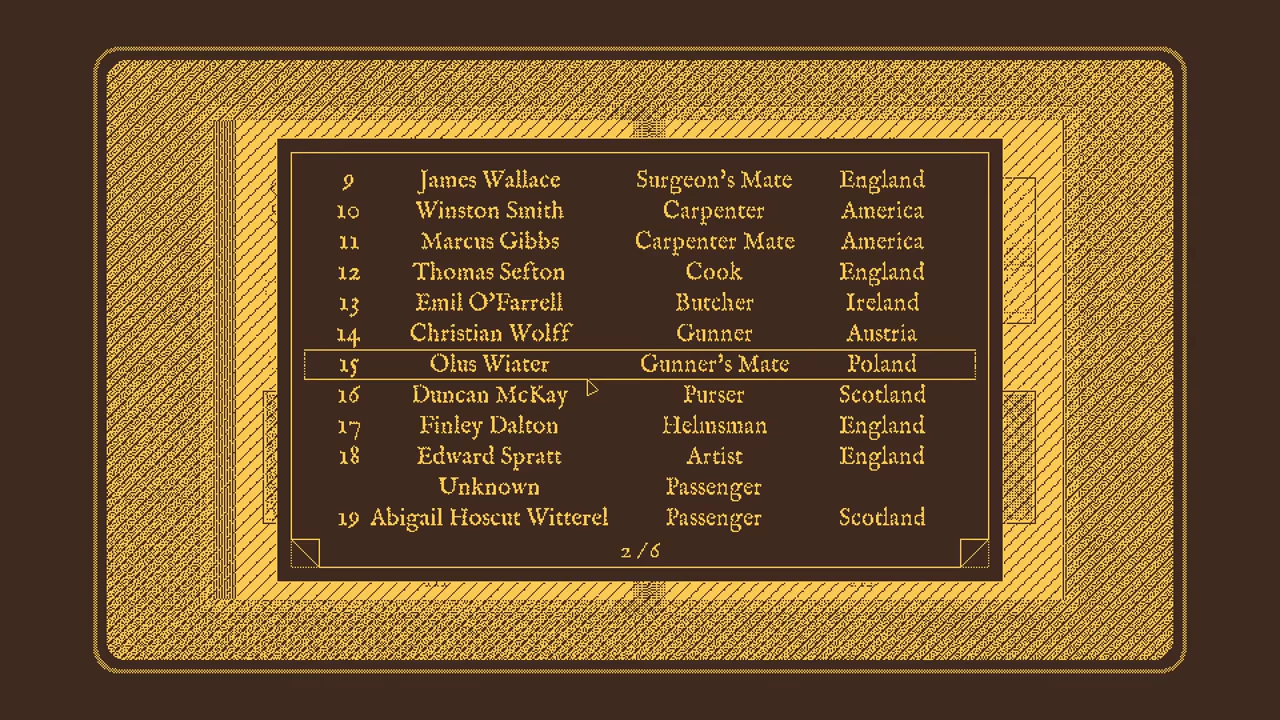 9 James Wallace Surgeon's Mate England
10 Winston Smith Carpenter America
11 Marcus Gibbs Carpenter Mate America
12 Thomas Sefton Cook England
13 Emil O'Farrell Butcher Ireland
14 Christian Wolff Gunner Austria
15 Olus Wiater Gunner's Mate Poland
16 Duncan McKay Purser Scotland
17 Finley Dalton Helmsman England
18 Edward Spratt Artist England
Unknown Passenger
19 Abigail Hoscut Witterel Passenger Scotland
2 / 6